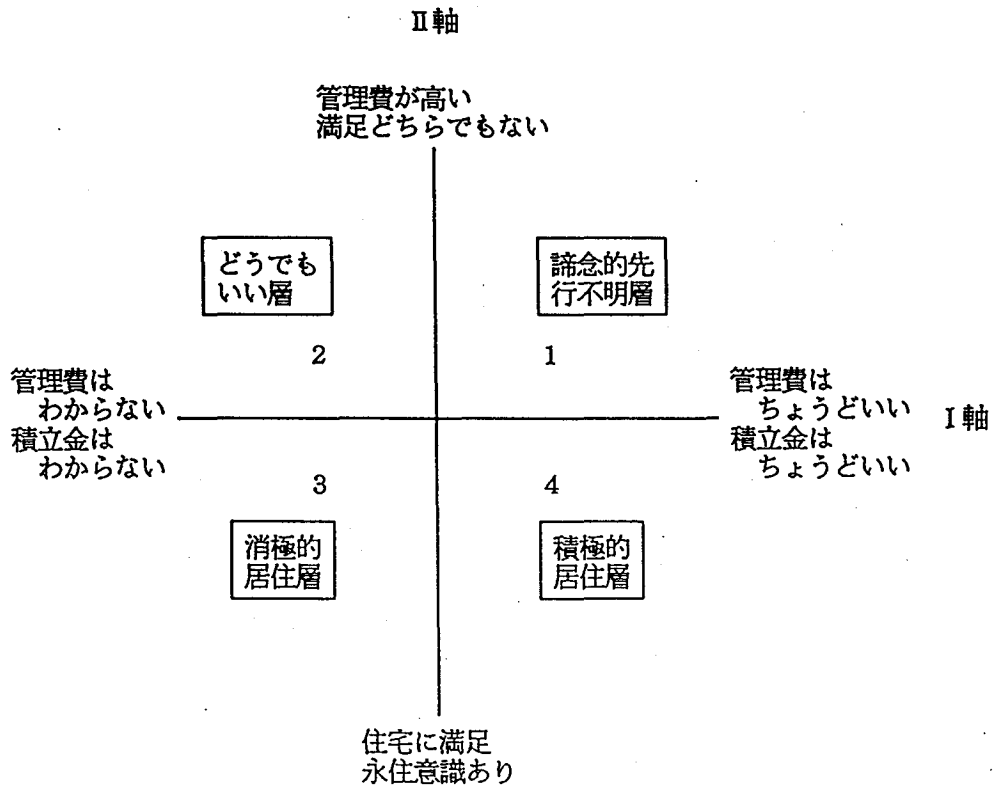 Ⅱ軸
管理費が高い
満足どちらでもない
どうでも
いい層
諦念的先
行不明層
2
1
管理費は
わからない
積立金は
わからない
管理費は
ちょうどいい
積立金は
ちょうどいい
Ⅰ軸
3
4
消極的
居住層
積極的
居住層
住宅に満足
永住意識あり